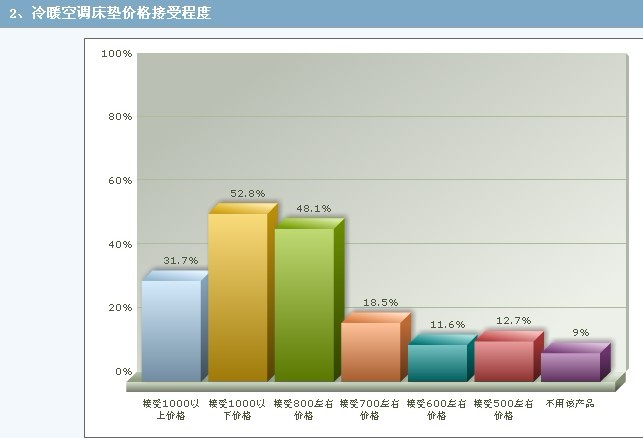 2、冷暖空调床垫价格接受程度
100%
80%
60%
40%
20%
0%
31.7%
52.8%
48.1%
18.5%
11.6%
12.7%
9%
接受1000以
上价格
接受1000以
下价格
接受800左右
价格
接受700左右
价格
接受600左右
价格
接受500左右
价格
不用该产品